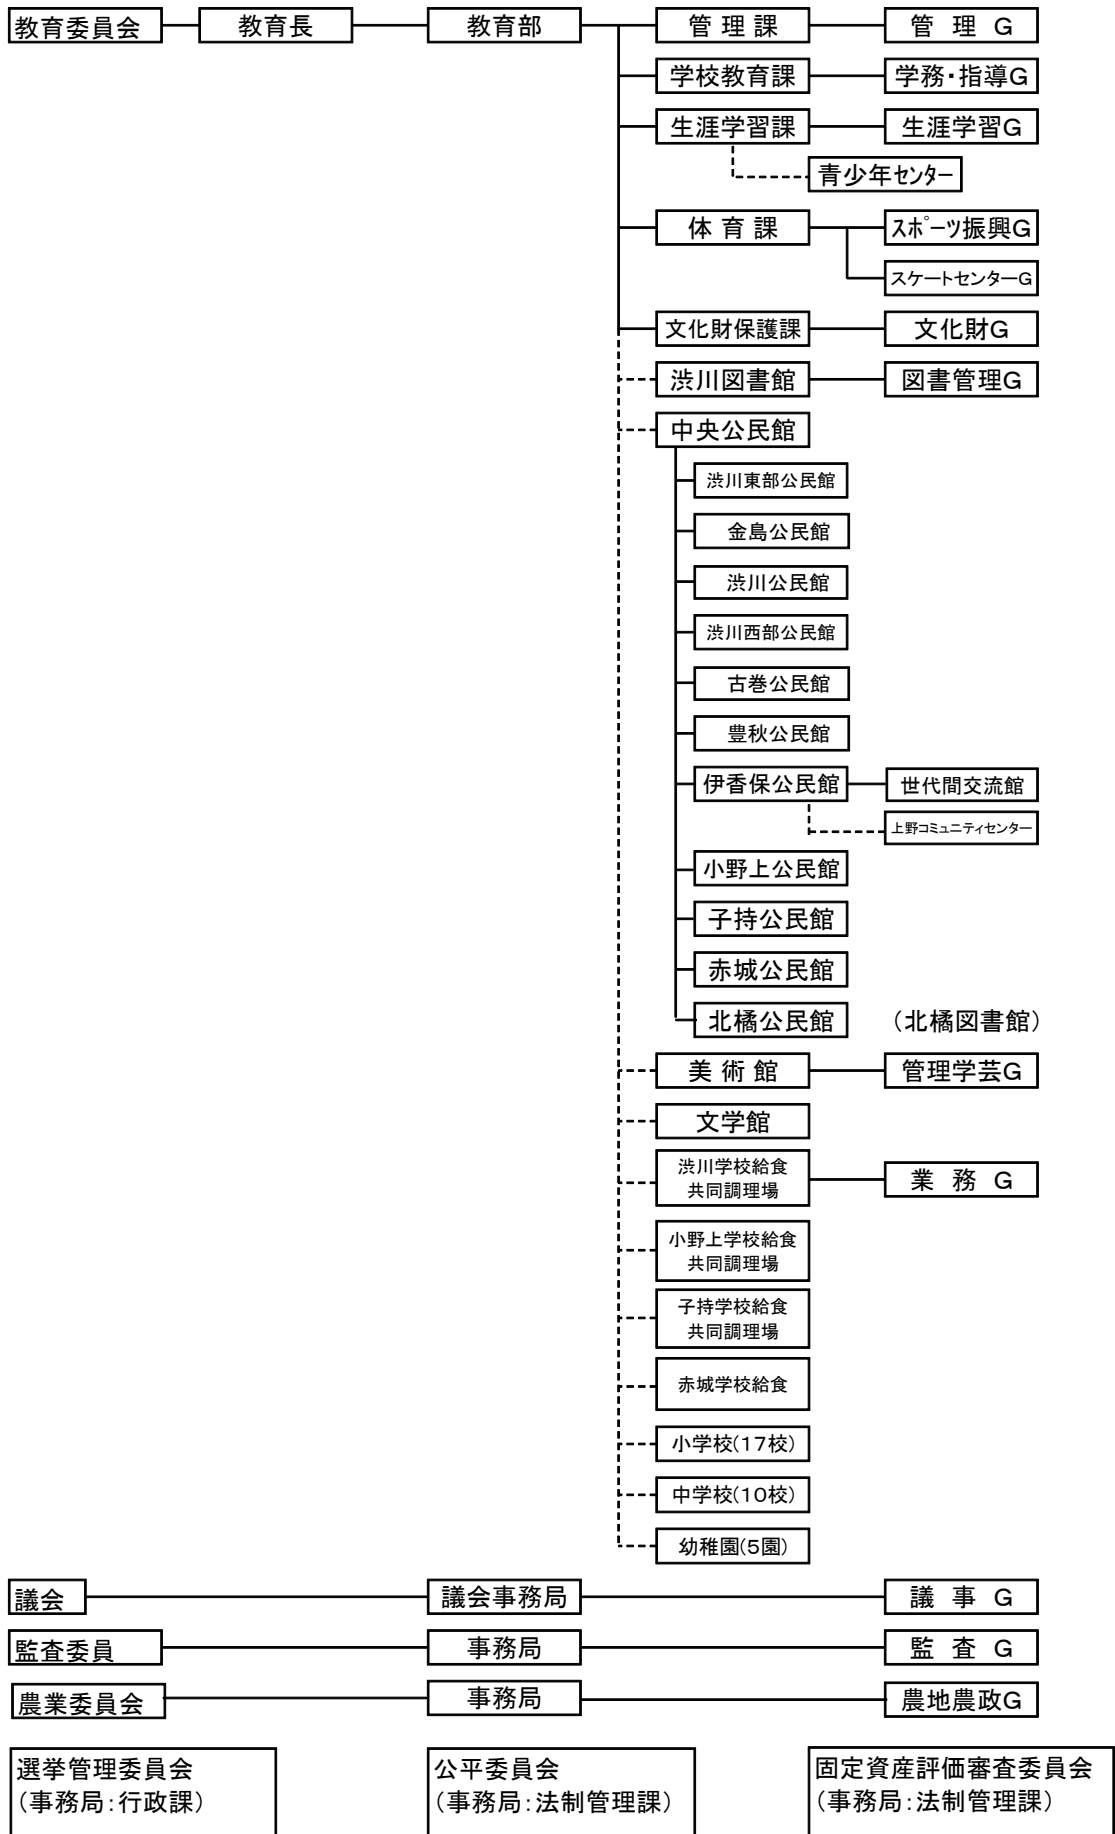 教育委員会 教育長 教育部 管 理 課 管 理 G
学校教育課 学務・指導G
生涯学習課 生涯学習G
青少年ｾﾝﾀｰ
体 育 課 ｽﾎﾟｰﾂ振興G
スケートセンターG
文化財保護課 文化財G
渋川図書館 図書管理G
中央公民館
渋川東部公民館
金島公民館
渋川公民館
渋川西部公民館
古巻公民館
豊秋公民館
伊香保公民館 世代間交流館
上野コミュニティセンター
小野上公民館
子持公民館
赤城公民館
北橘公民館 (北橘図書館)
美 術 館 管理学芸G
文学館
渋川学校給食
共同調理場
業 務 G
小野上学校給食
共同調理場
子持学校給食
共同調理場
赤城学校給食
小学校(17校)
中学校(10校)
幼稚園(5園)
議会 議会事務局 議 事 G
監査委員 事務局 監 査 G
農業委員会 事務局 農地農政G
選挙管理委員会
(事務局:行政課)
公平委員会
(事務局:法制管理課)
固定資産評価審査委員会
(事務局:法制管理課)